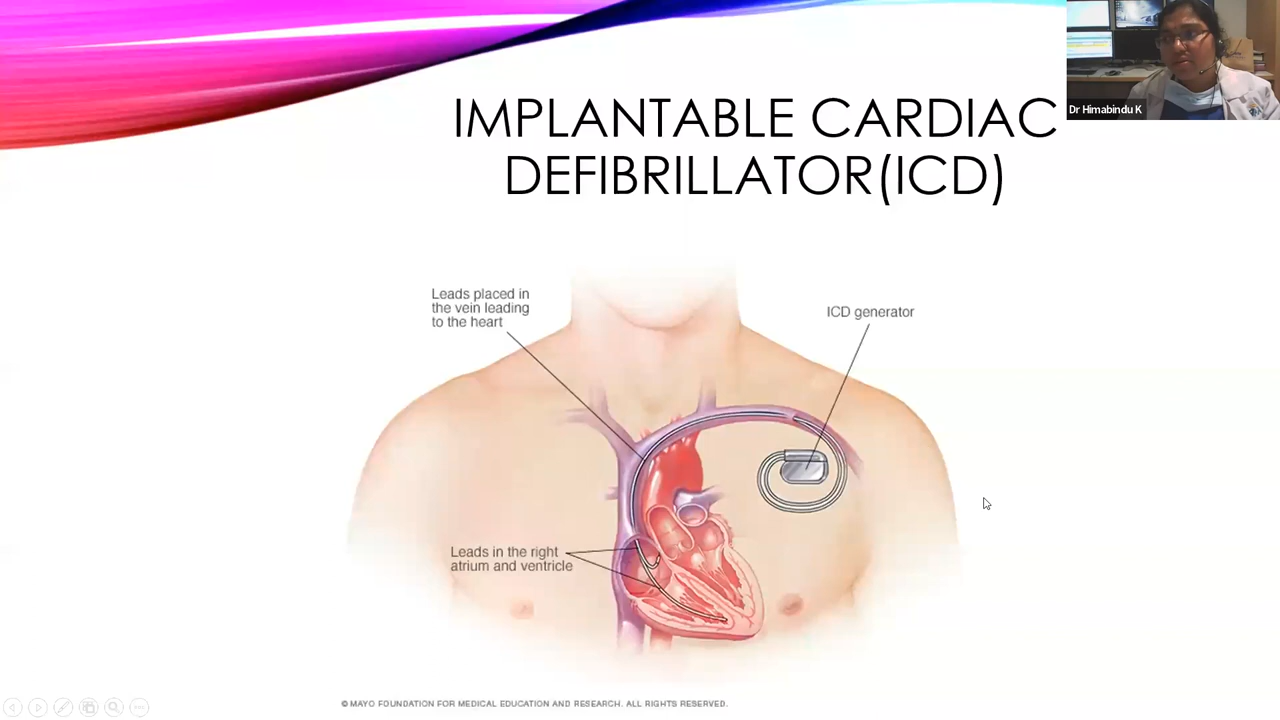 IMPLANTABLE CARDIAC
DEFIBRILLATOR(ICD)
Dr Himabindu K
Leads placed in
the vein leading
to the heart
ICD generator
Leads in the right
atrium and ventricle
© MAYO FOUNDATION FOR MEDICAL EDUCATION AND RESEARCH. ALL RIGHTS RESERVED.